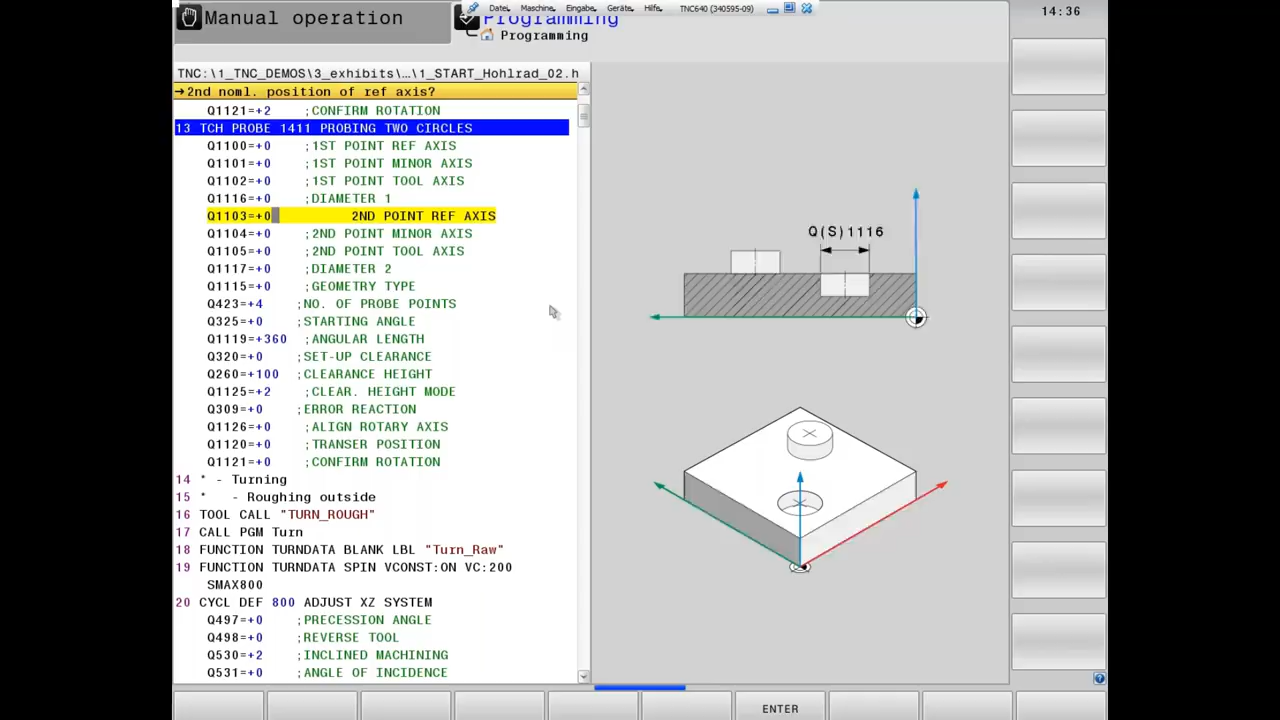 Manual operation
Datei Maschine Eingabe Geräte Hilfe TNC640 (340595-09)
Programming
Programming
14:36
TNC:\1_TNC_DEMOS\3_exhibits\...\1_START_Hohlrad_02.h
→2nd noml. position of ref axis?
Q1121=+2 ;CONFIRM ROTATION
13 TCH PROBE 1411 PROBING TWO CIRCLES
Q1100=+0 ;1ST POINT REF AXIS
Q1101=+0 ;1ST POINT MINOR AXIS
Q1102=+0 ;1ST POINT TOOL AXIS
Q1116=+0 ;DIAMETER 1
Q1103=+0 2ND POINT REF AXIS
Q1104=+0 ;2ND POINT MINOR AXIS
Q1105=+0 ;2ND POINT TOOL AXIS
Q1117=+0 ;DIAMETER 2
Q1115=+0 ;GEOMETRY TYPE
Q423=+4 ;NO. OF PROBE POINTS
Q325=+0 ;STARTING ANGLE
Q1119=+360 ;ANGULAR LENGTH
Q320=+0 ;SET-UP CLEARANCE
Q260=+100 ;CLEARANCE HEIGHT
Q1125=+2 ;CLEAR. HEIGHT MODE
Q309=+0 ;ERROR REACTION
Q1126=+0 ;ALIGN ROTARY AXIS
Q1120=+0 ;TRANSER POSITION
Q1121=+0 ;CONFIRM ROTATION
14 * - Turning
15 * - Roughing outside
16 TOOL CALL "TURN_ROUGH"
17 CALL PGM Turn
18 FUNCTION TURNDATA BLANK LBL "Turn_Raw"
19 FUNCTION TURNDATA SPIN VCONST:ON VC:200
SMAX800
20 CYCL DEF 800 ADJUST XZ SYSTEM
Q497=+0 ;PRECESSION ANGLE
Q498=+0 ;REVERSE TOOL
Q530=+2 ;INCLINED MACHINING
Q531=+0 ;ANGLE OF INCIDENCE
Q(S)1116
ENTER